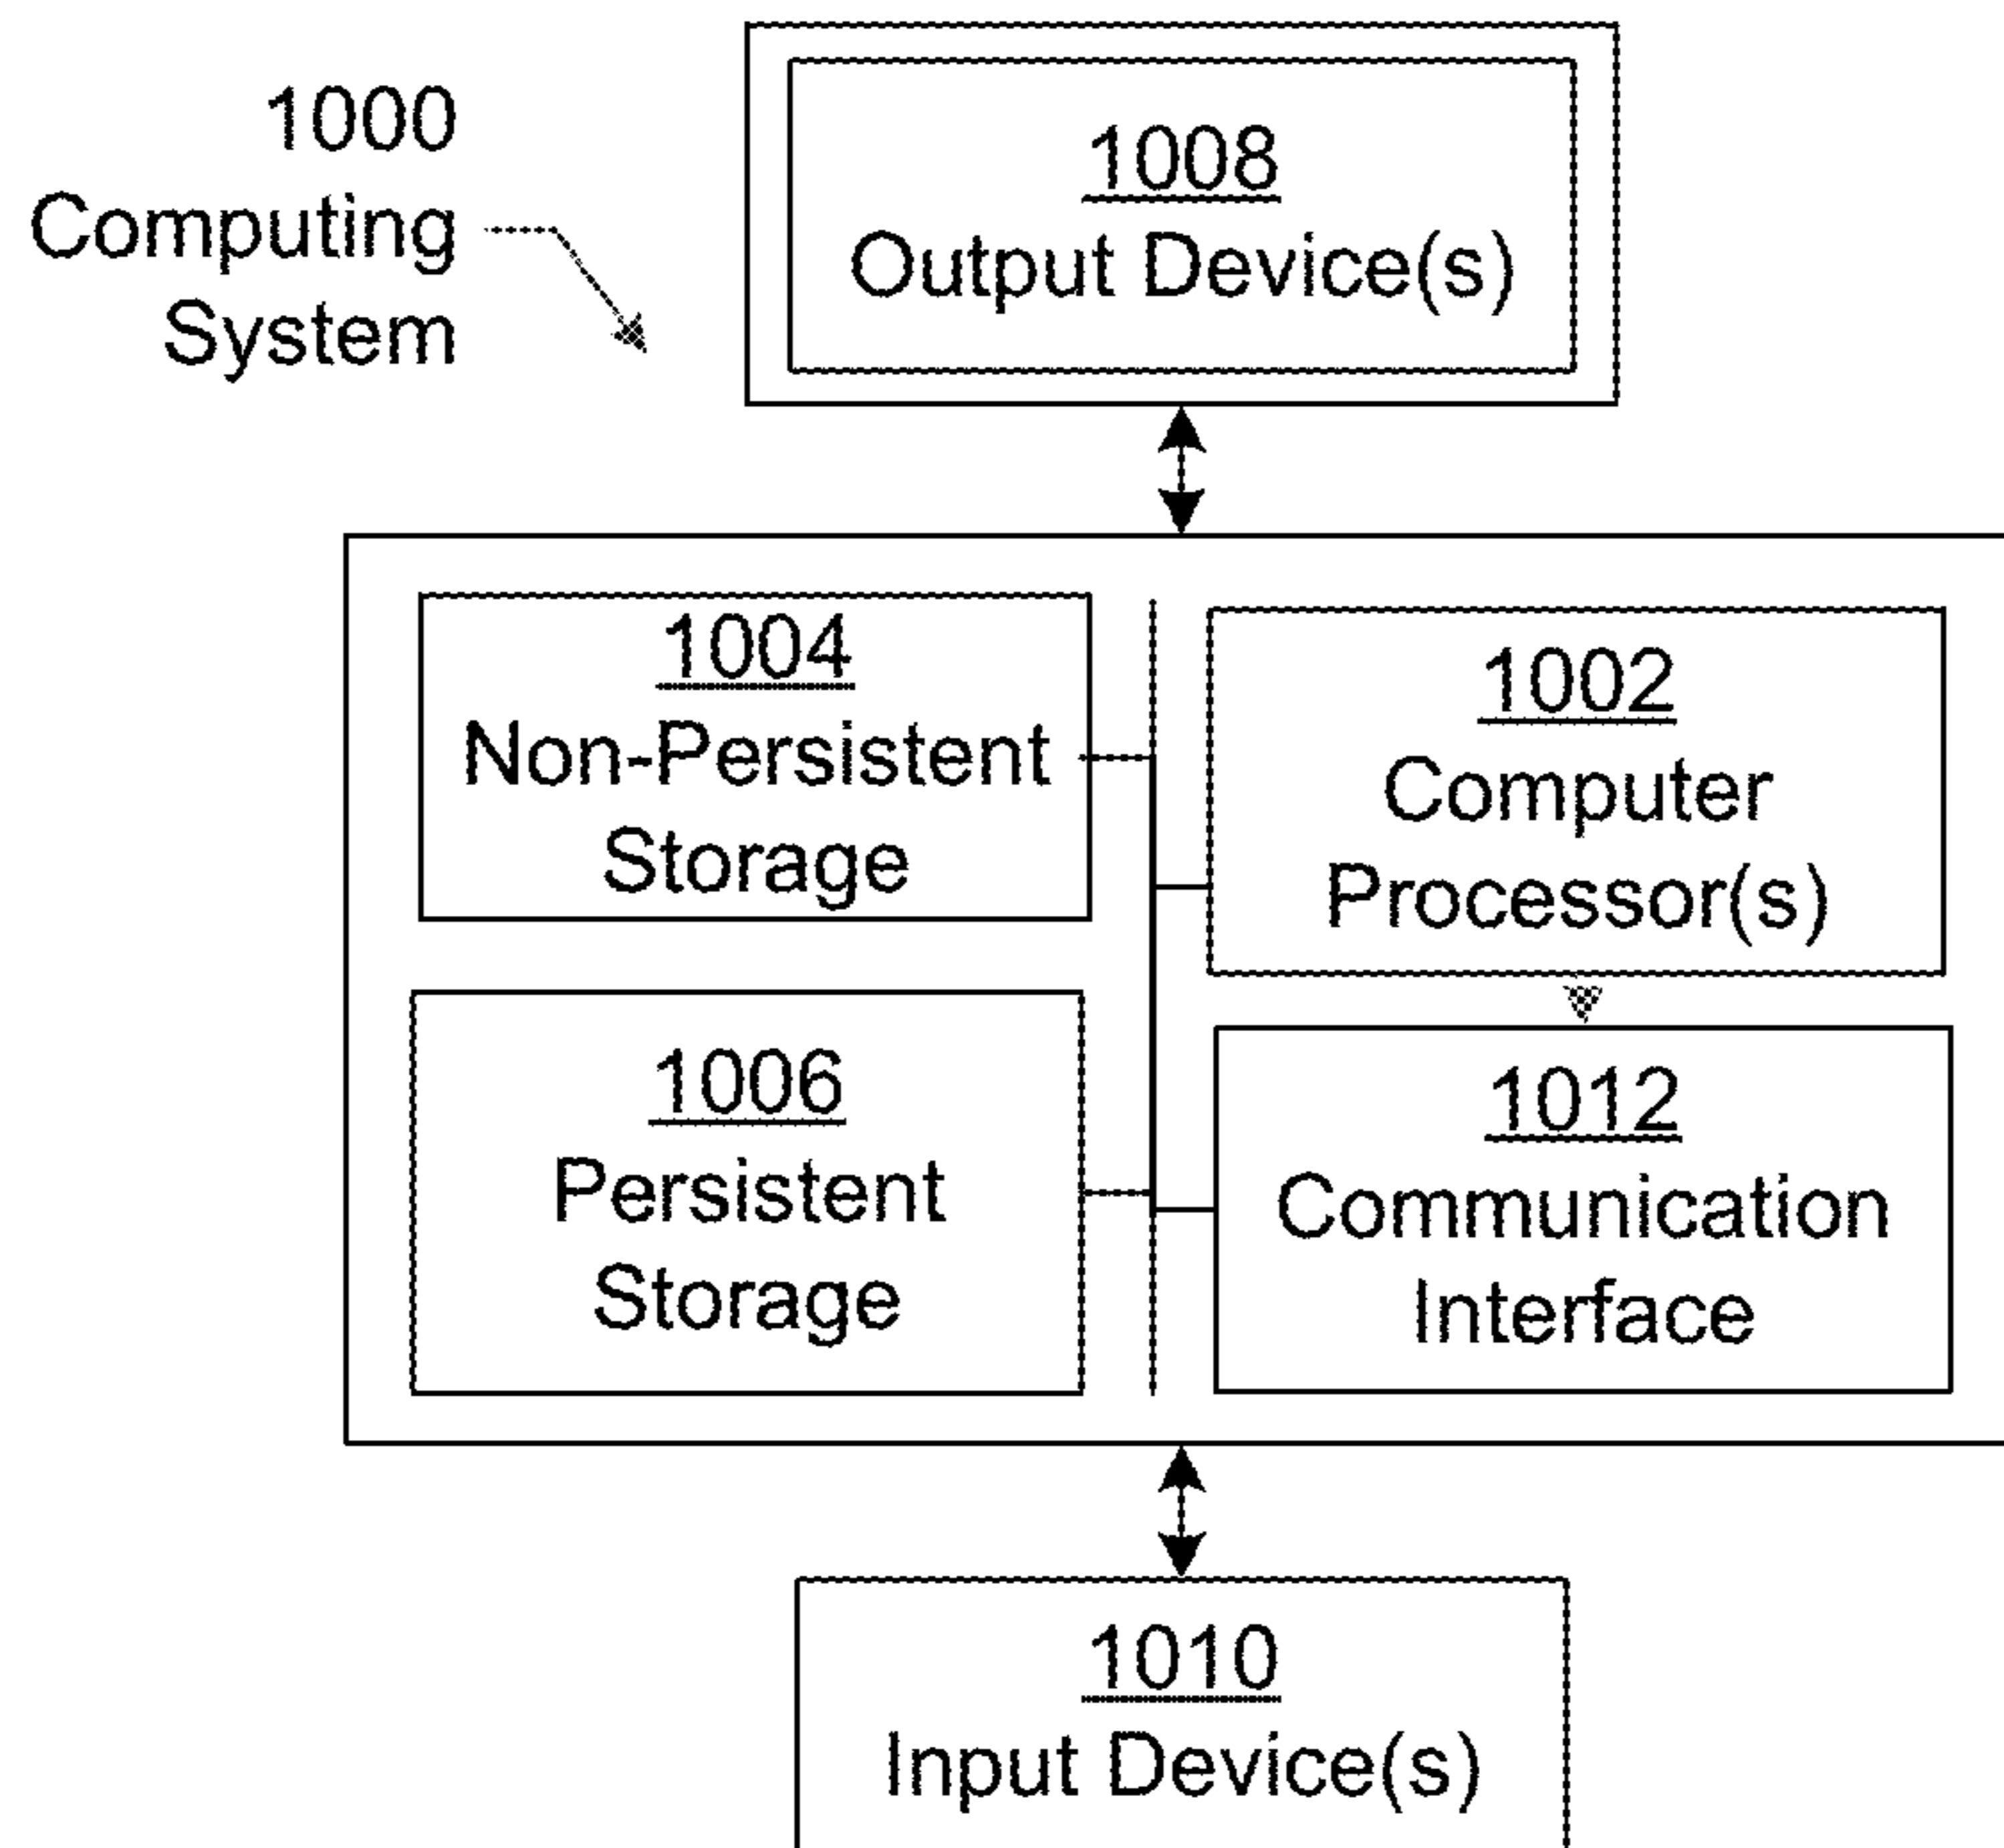 1000
Computing
System
1008
Output Device(s)
1004
Non-Persistent
Storage
1002
Computer
Processor(s)
1006
Persistent
Storage
1012
Communication
Interface
1010
Input Device(s)